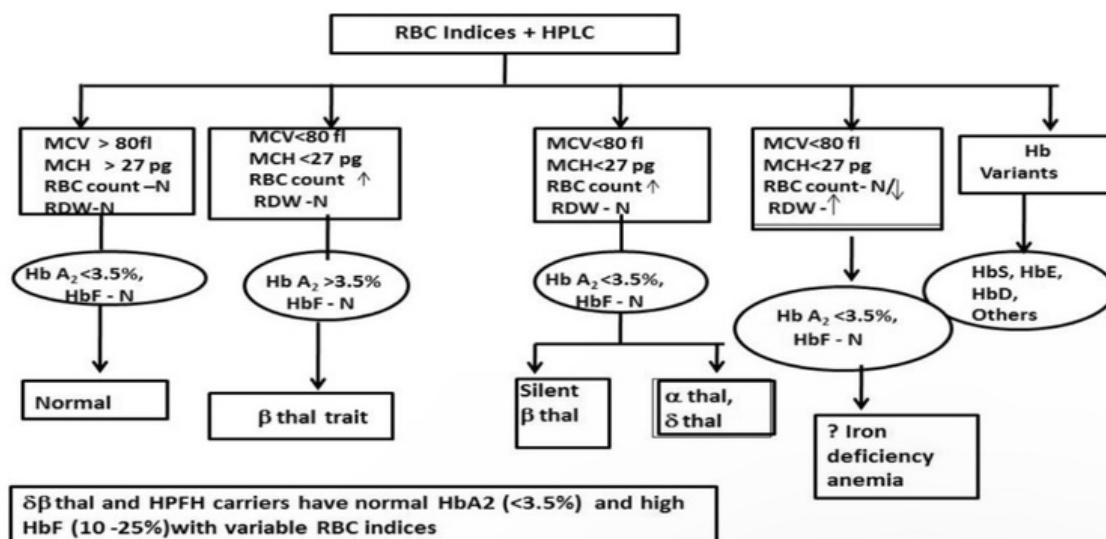 RBC Indices + HPLC
MCV > 80fl
MCH > 27 pg
RBC count –N
RDW-N
MCV<80 fl
MCH <27 pg
RBC count ↑
RDW -N
MCV<80 fl
MCH<27 pg
RBC count ↑
RDW - N
MCV<80 fl
MCH<27 pg
RBC count- N/↓
RDW -↑
Hb
Variants
Hb A₂ <3.5%,
HbF - N
Hb A₂ >3.5%
HbF - N
Hb A₂ <3.5%,
HbF - N
Hb A₂ <3.5%,
HbF - N
HbS, HbE,
HbD,
Others
Normal
β thal trait
Silent
β thal
α thal,
δ thal
? Iron
deficiency
anemia
δβ thal and HPFH carriers have normal HbA2 (<3.5%) and high
HbF (10 -25%)with variable RBC indices